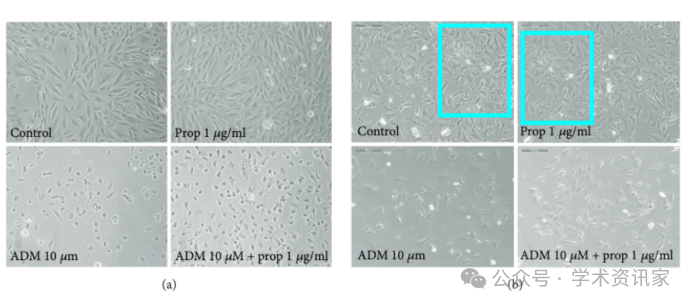 Control
Prop 1 μg/ml
Control
Prop 1 μg/ml
ADM 10 μm
ADM 10 μM + prop 1 μg/ml
ADM 10 μm
ADM 10 μM + prop 1 μg/ml
(a)
(b)
公众号 · 学术资讯家